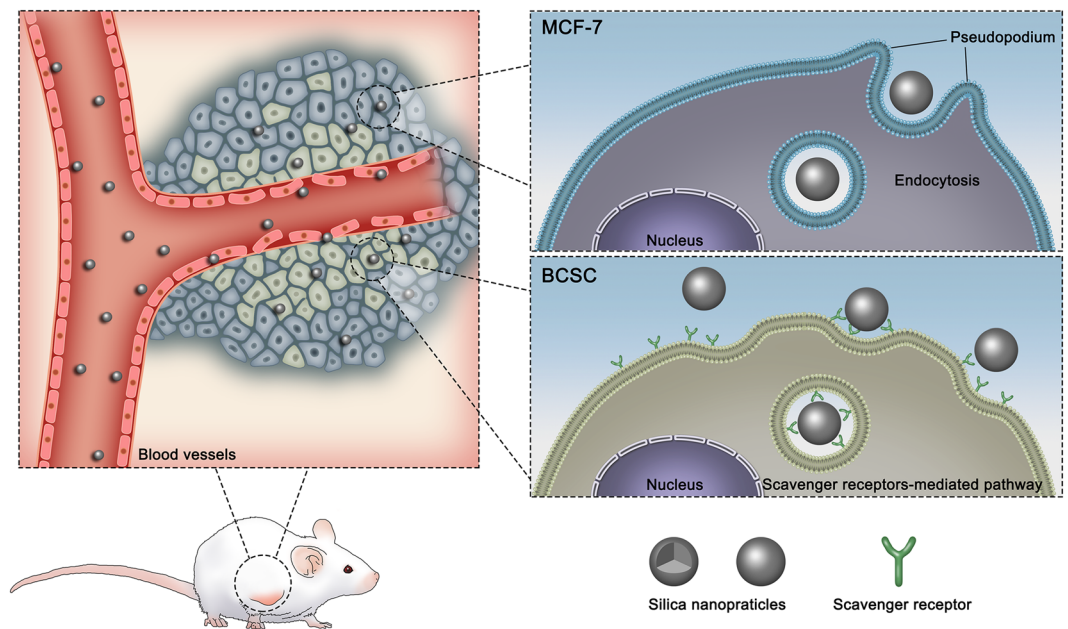 MCF-7
Pseudopodium
Endocytosis
Nucleus
BCSC
Nucleus
Scavenger receptors-mediated pathway
Blood vessels
Silica nanopraticles
Scavenger receptor